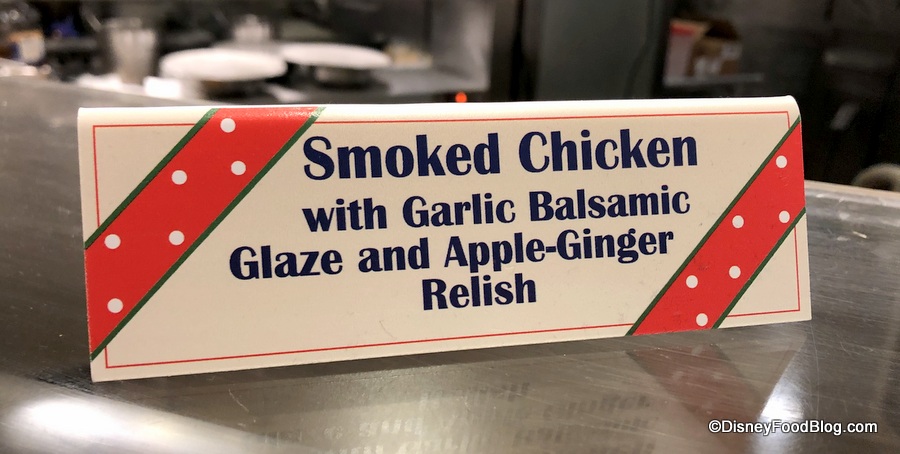 Smoked Chicken
with Garlic Balsamic
Glaze and Apple-Ginger
Relish
©DisneyFoodBlog.com